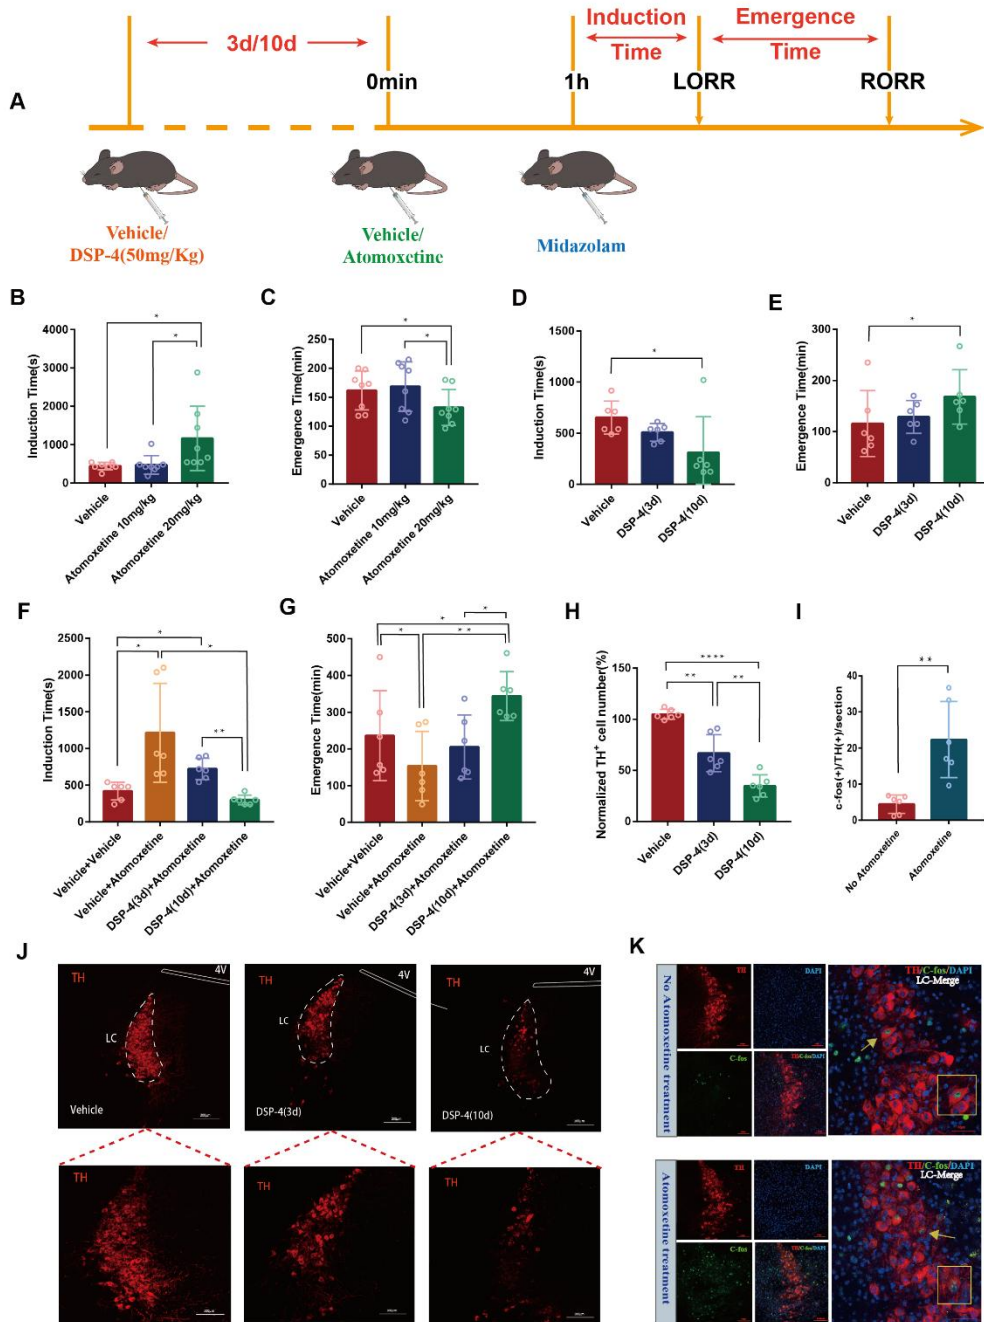 Induction
Time
Emergence
Time
3d/10d
0min
1h
LORR
RORR
A
Vehicle/
DSP-4(50mg/Kg)
Vehicle/
Atomoxctinc
Midazolam
B
Induction Time(s)
4000
3000
2000
1000
0
*
*
Vehicle
Atomoxetine 10mg/kg
Atomoxetine 20mg/kg
C
Emergence Time(min)
250
200
150
100
50
0
*
*
Vehicle
Atomoxetine 10mg/kg
Atomoxetine 20mg/kg
D
Induction Time(s)
1500
1000
500
0
*
Vehicle
DSP-4(3d)
DSP-4(10d)
E
Emergence Time(min)
300
200
100
0
*
Vehicle
DSP-4(3d)
DSP-4(10d)
F
Induction Time(s)
2500
2000
1500
1000
500
0
*
*
*
**
Vehicle+Vehicle
Vehicle+Atomoxetine
DSP-4(3d)+Atomoxetine
DSP-4(10d)+Atomoxetine
G
Emergence Time(min)
500
400
300
200
100
0
*
*
*
**
Vehicle+Vehicle
Vehicle+Atomoxetine
DSP-4(3d)+Atomoxetine
DSP-4(10d)+Atomoxetine
H
Normalized TH⁺ cell number(%)
150
100
50
0
****
**
**
Vehicle
DSP-4(3d)
DSP-4(10d)
I
c-fos(+)/TH(+)/section
50
40
30
20
10
0
**
No Atomoxetine
Atomoxetine
J
TH
4V
LC
Vehicle
TH
4V
LC
DSP-4(3d)
TH
4V
LC
DSP-4(10d)
TH
TH
TH
K
No Atomoxetine treatment
TH
DAPI
C-fos
TH/C-fos/DAPI
TH/C-fos/DAPI
LC-Merge
Atomoxetine treatment
TH
DAPI
C-fos
TH/C-fos/DAPI
TH/C-fos/DAPI
LC-Merge